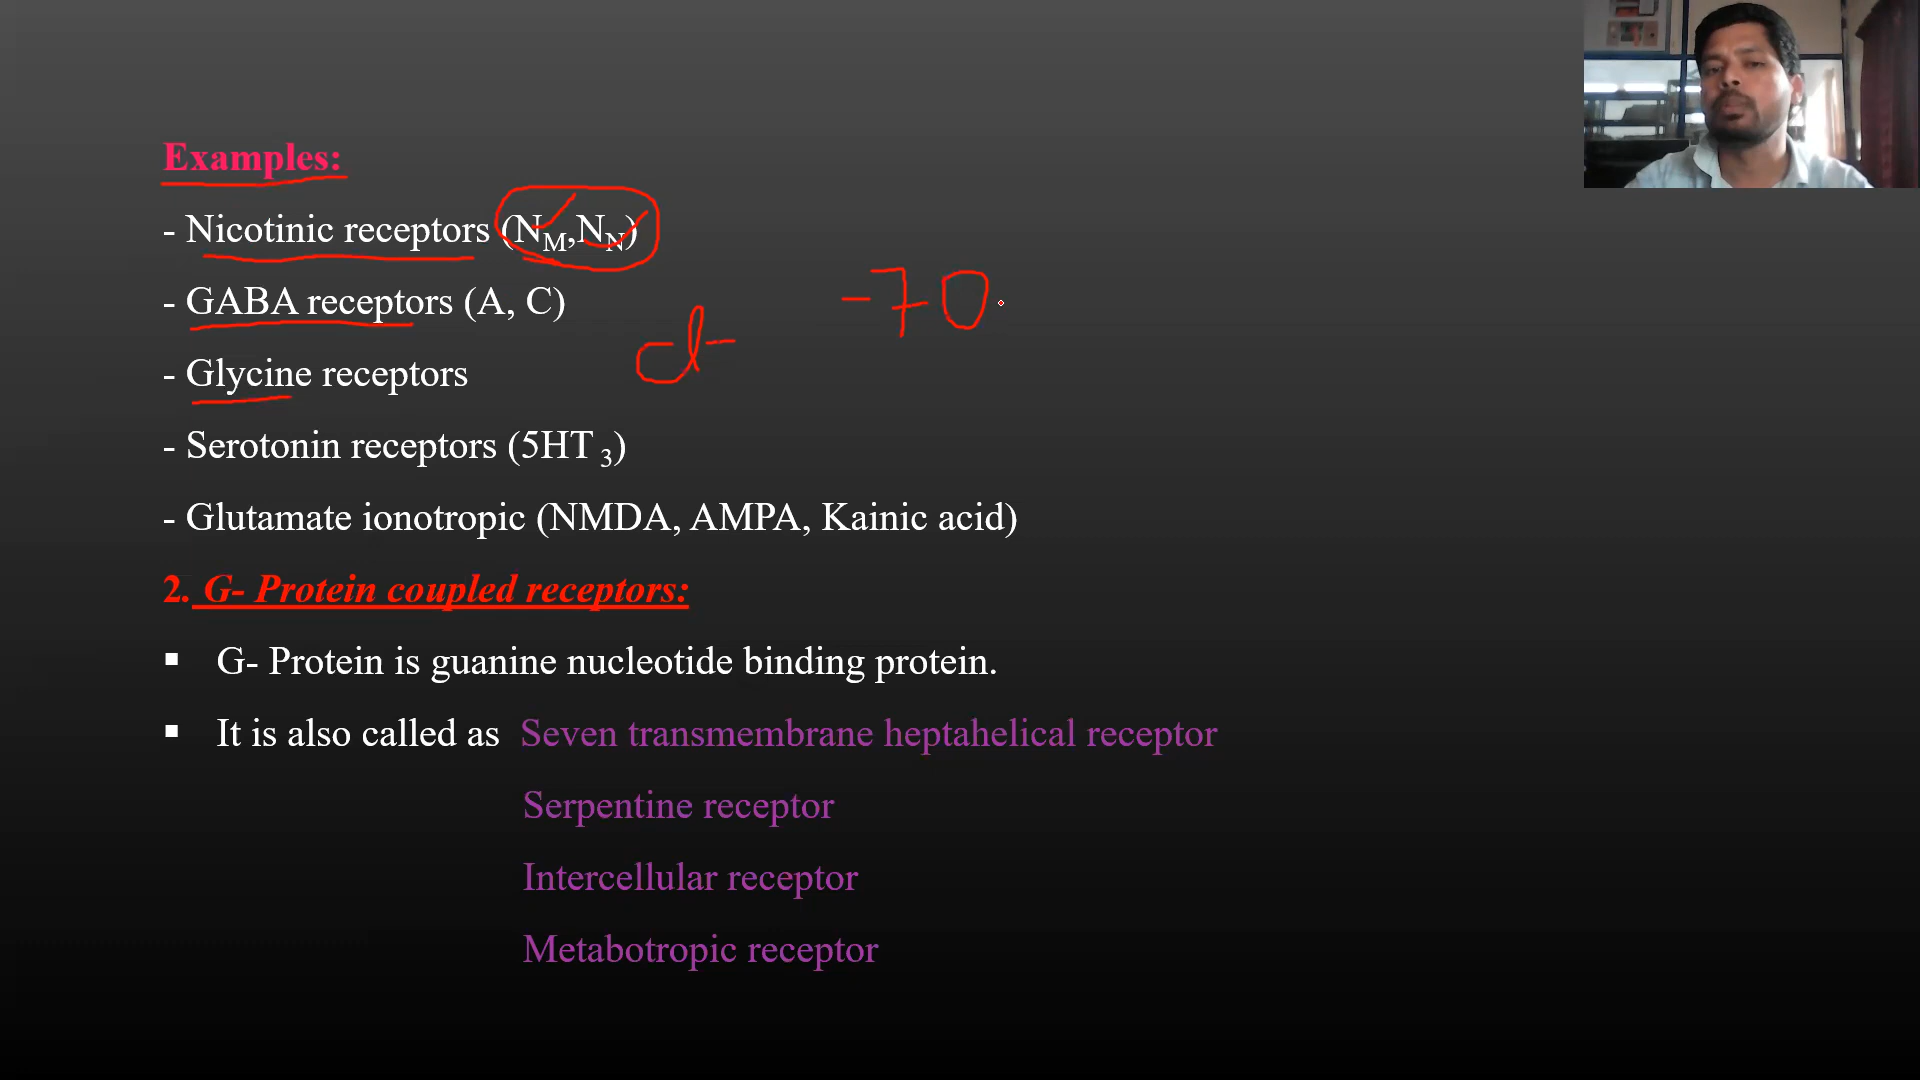 Examples:
- Nicotinic receptors (NM,NN)
- GABA receptors (A, C)
- Glycine receptors
- Serotonin receptors (5HT 3)
- Glutamate ionotropic (NMDA, AMPA, Kainic acid)
2. G- Protein coupled receptors:
▪ G- Protein is guanine nucleotide binding protein.
▪ It is also called as Seven transmembrane heptahelical receptor
Serpentine receptor
Intercellular receptor
Metabotropic receptor
-70
cl-